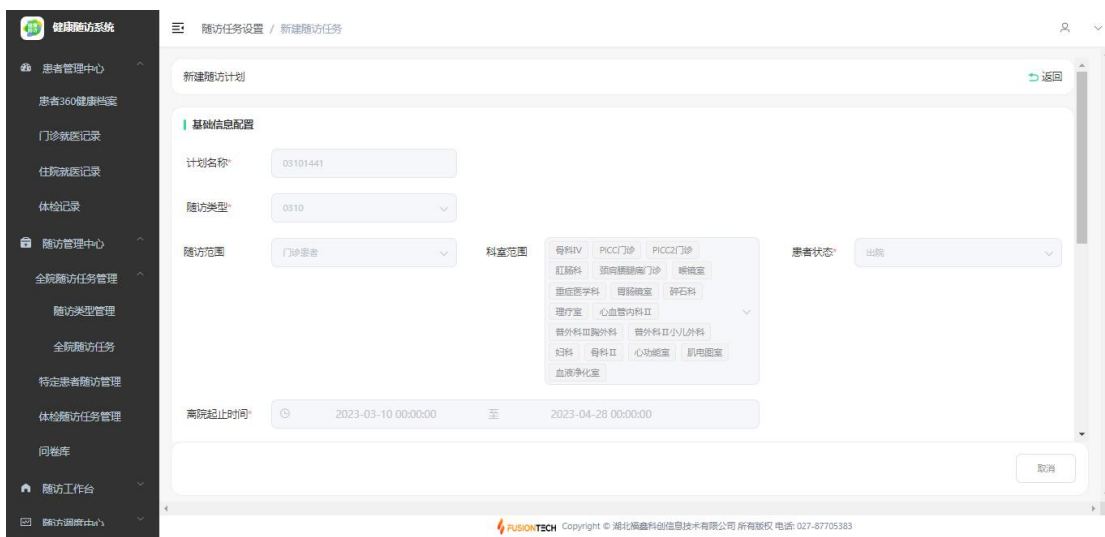 健康随访系统
随访任务设置 / 新建随访任务
患者管理中心
患者360健康档案
门诊就医记录
住院就医记录
体检记录
随访管理中心
全院随访任务管理
随访类型管理
全院随访任务
特定患者随访管理
体检随访任务管理
问卷库
随访工作台
随访调度中心
新建随访计划
返回
基础信息配置
计划名称*
03101441
随访类型*
0310
随访范围
门诊患者
科室范围
骨科IV PICC门诊 PICC2门诊
肛肠科 颈肩腰腿痛门诊 喉镜室
重症医学科 胃肠镜室 碎石科
理疗室 心血管内科II
普外科III胸外科 普外科II小儿外科
妇科 骨科II 心功能室 肌电图室
血液净化室
患者状态*
出院
离院起止时间*
2023-03-10 00:00:00 至 2023-04-28 00:00:00
取消
FUSIONTECH Copyright © 湖北福鑫科创信息技术有限公司 所有版权 电话: 027-87705383